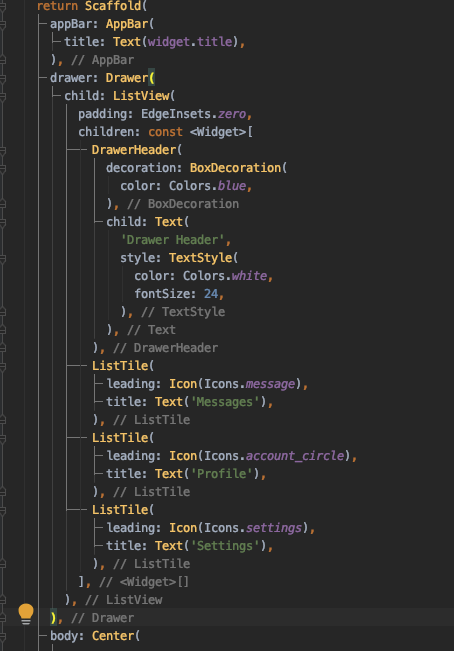 return Scaffold(
appBar: AppBar(
title: Text(widget.title),
), // AppBar
drawer: Drawer(
child: ListView(
padding: EdgeInsets.zero,
children: const <Widget>[
DrawerHeader(
decoration: BoxDecoration(
color: Colors.blue,
), // BoxDecoration
child: Text(
'Drawer Header',
style: TextStyle(
color: Colors.white,
fontSize: 24,
), // TextStyle
), // Text
), // DrawerHeader
ListTile(
leading: Icon(Icons.message),
title: Text('Messages'),
), // ListTile
ListTile(
leading: Icon(Icons.account_circle),
title: Text('Profile'),
), // ListTile
ListTile(
leading: Icon(Icons.settings),
title: Text('Settings'),
), // ListTile
], // <Widget>[]
), // ListView
), // Drawer
body: Center(